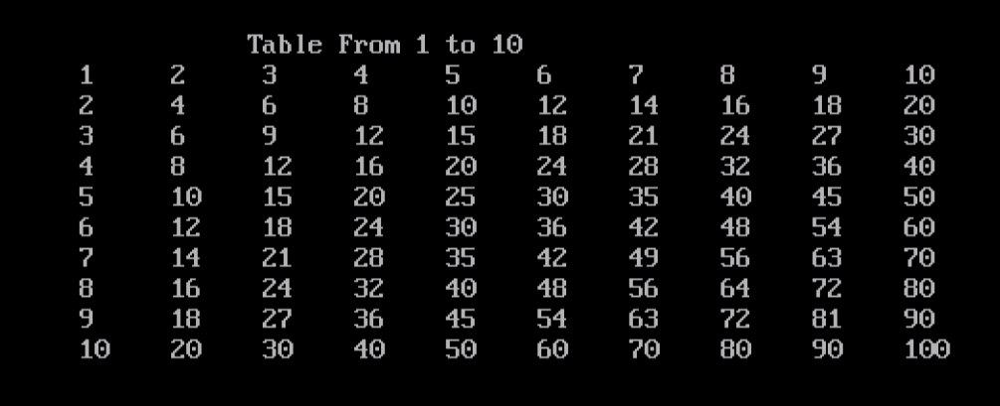 Table From 1 to 10
1 2 3 4 5 6 7 8 9 10
2 4 6 8 10 12 14 16 18 20
3 6 9 12 15 18 21 24 27 30
4 8 12 16 20 24 28 32 36 40
5 10 15 20 25 30 35 40 45 50
6 12 18 24 30 36 42 48 54 60
7 14 21 28 35 42 49 56 63 70
8 16 24 32 40 48 56 64 72 80
9 18 27 36 45 54 63 72 81 90
10 20 30 40 50 60 70 80 90 100